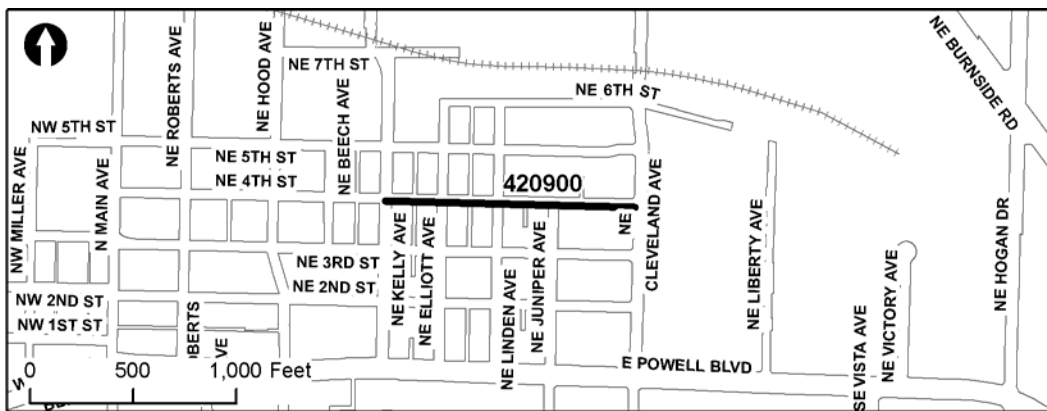 NE BURNSIDE RD
NE ROBERTS AVE
NE HOOD AVE
NE 7TH ST
NE BEECH AVE
NE 6TH ST
NW 5TH ST
NE 5TH ST
NE 4TH ST
420900
NW MILLER AVE
N MAIN AVE
NE KELLY AVE
NE ELLIOTT AVE
NE LINDEN AVE
NE JUNIPER AVE
NE
CLEVELAND AVE
NE LIBERTY AVE
NE VICTORY AVE
NE HOGAN DR
NE 3RD ST
NE 2ND ST
NW 2ND ST
NW 1ST ST
E POWELL BLVD
SE VISTA AVE
0 500 1,000 Feet